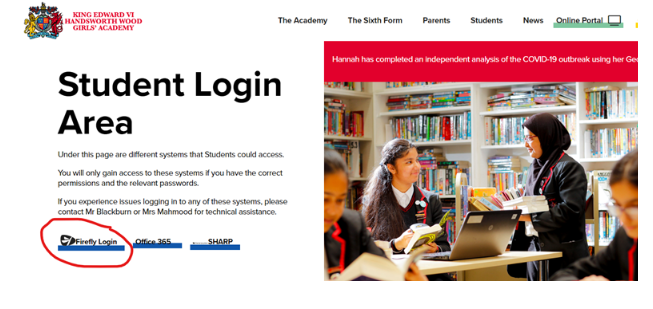 KING EDWARD VI
HANDSWORTH WOOD
GIRLS' ACADEMY
The Academy The Sixth Form Parents Students News Online Portal
Hannah has completed an independent analysis of the COVID-19 outbreak using her Geo
Student Login
Area
Under this page are different systems that Students could access.
You will only gain access to these systems if you have the correct
permissions and the relevant passwords.
If you experience issues logging in to any of these systems, please
contact Mr Blackburn or Mrs Mahmood for technical assistance.
Firefly Login Office 365 SHARP